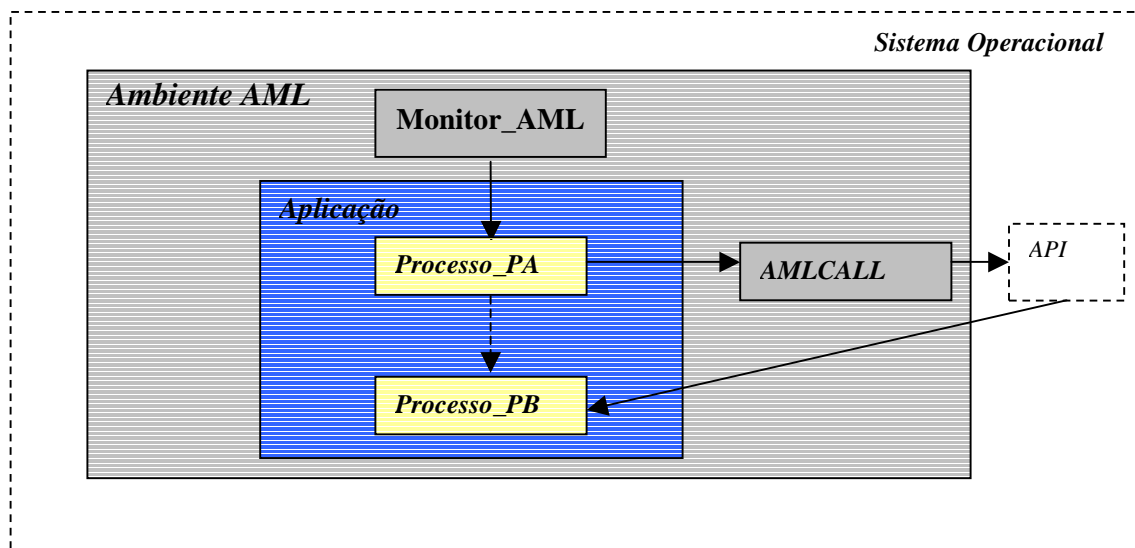 Sistema Operacional
Ambiente AML
Monitor_AML
Aplicação
Processo_PA
AMLCALL
API
Processo_PB